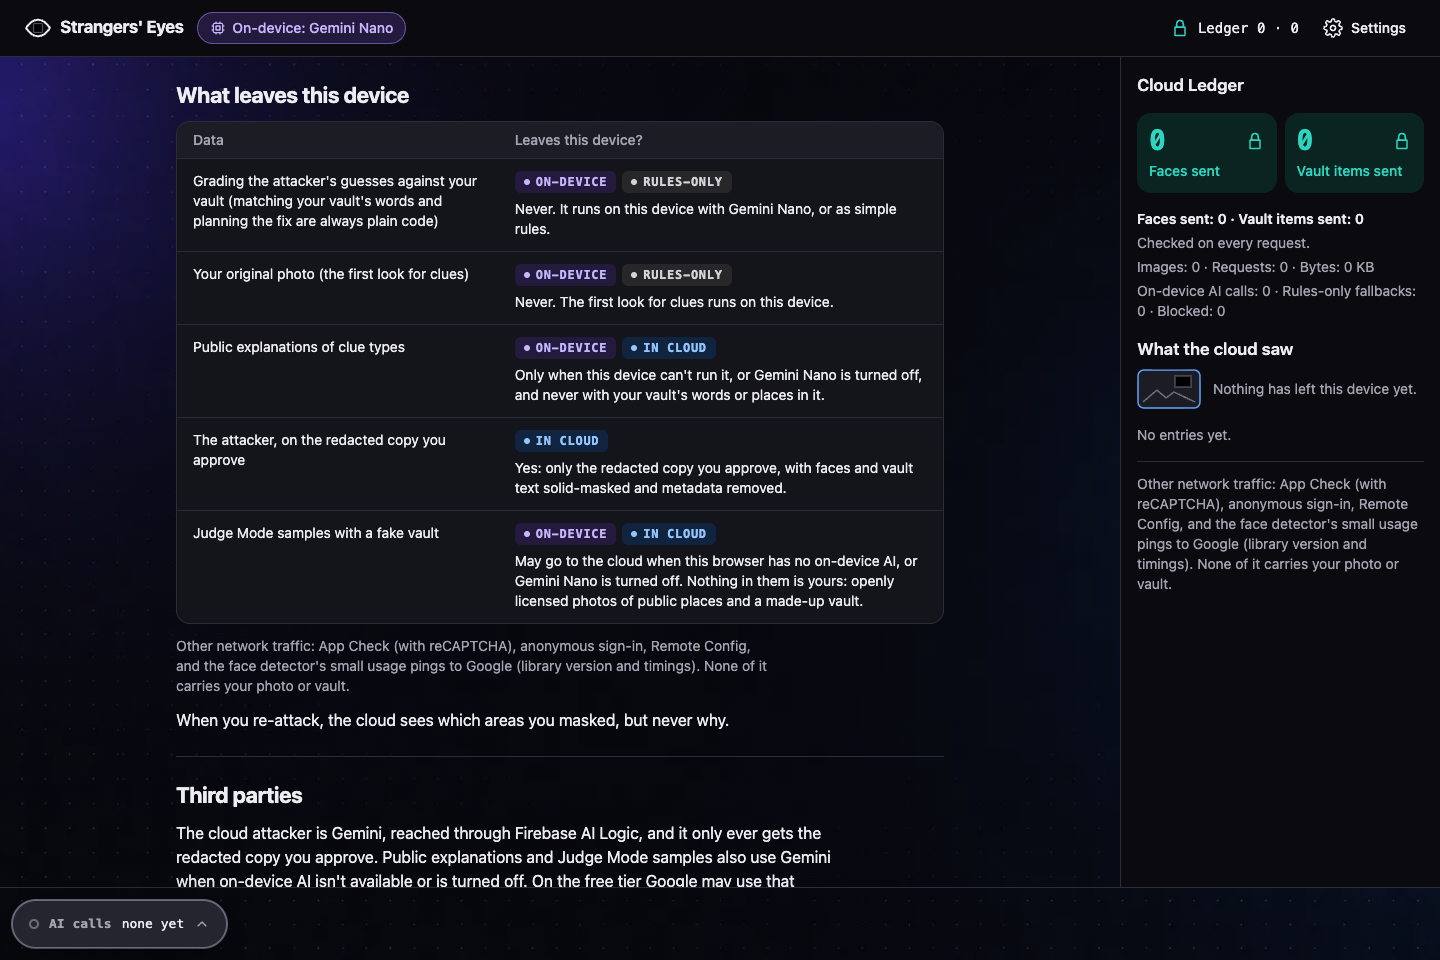 Strangers' Eyes
On-device: Gemini Nano
Ledger 0 · 0
Settings
What leaves this device
Data
Leaves this device?
Grading the attacker's guesses against your
vault (matching your vault's words and
planning the fix are always plain code)
ON-DEVICE
RULES-ONLY
Never. It runs on this device with Gemini Nano, or as simple
rules.
Your original photo (the first look for clues)
ON-DEVICE
RULES-ONLY
Never. The first look for clues runs on this device.
Public explanations of clue types
ON-DEVICE
IN CLOUD
Only when this device can't run it, or Gemini Nano is turned off,
and never with your vault's words or places in it.
The attacker, on the redacted copy you
approve
IN CLOUD
Yes: only the redacted copy you approve, with faces and vault
text solid-masked and metadata removed.
Judge Mode samples with a fake vault
ON-DEVICE
IN CLOUD
May go to the cloud when this browser has no on-device AI, or
Gemini Nano is turned off. Nothing in them is yours: openly
licensed photos of public places and a made-up vault.
Other network traffic: App Check (with reCAPTCHA), anonymous sign-in, Remote Config,
and the face detector's small usage pings to Google (library version and timings). None of it
carries your photo or vault.
When you re-attack, the cloud sees which areas you masked, but never why.
Third parties
The cloud attacker is Gemini, reached through Firebase AI Logic, and it only ever gets the
redacted copy you approve. Public explanations and Judge Mode samples also use Gemini
when on-device AI isn't available or is turned off. On the free tier Google may use that
Cloud Ledger
0
Faces sent
0
Vault items sent
Faces sent: 0 · Vault items sent: 0
Checked on every request.
Images: 0 · Requests: 0 · Bytes: 0 KB
On-device AI calls: 0 · Rules-only fallbacks:
0 · Blocked: 0
What the cloud saw
Nothing has left this device yet.
No entries yet.
Other network traffic: App Check (with
reCAPTCHA), anonymous sign-in, Remote
Config, and the face detector's small usage
pings to Google (library version and
timings). None of it carries your photo or
vault.
AI calls none yet